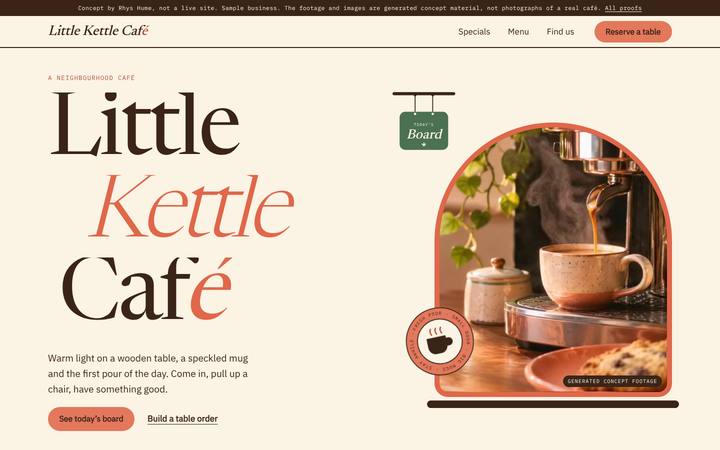 Concept by Rhys Hume, not a live site. Sample business. The footage and images are generated concept material, not photographs of a real café. All proofs
Little Kettle Café
Specials
Menu
Find us
Reserve a table
A NEIGHBOURHOOD CAFÉ
Little
Kettle
Café
TODAY'S
Board
Warm light on a wooden table, a speckled mug
and the first pour of the day. Come in, pull up a
chair, have something good.
See today's board
Build a table order
GENERATED CONCEPT FOOTAGE